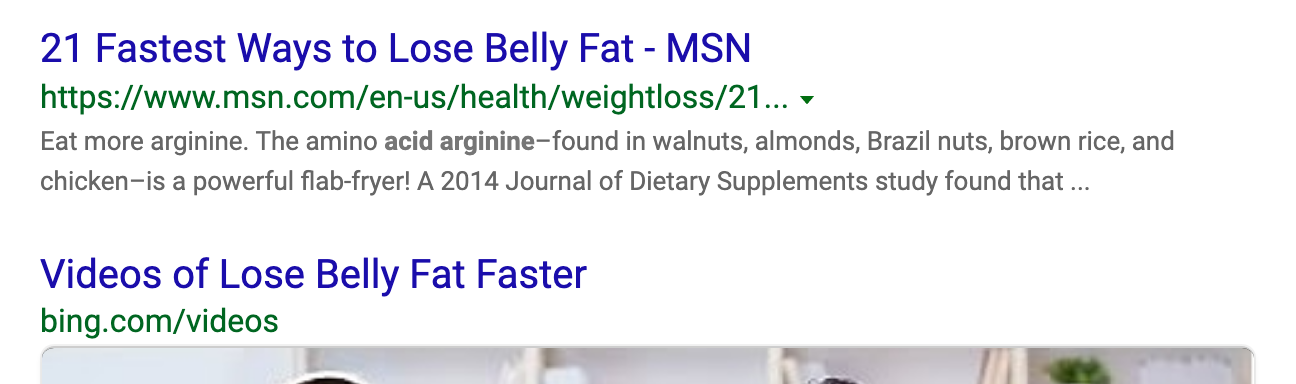 21 Fastest Ways to Lose Belly Fat - MSN
https://www.msn.com/en-us/health/weightloss/21...
Eat more arginine. The amino acid arginine–found in walnuts, almonds, Brazil nuts, brown rice, and
chicken–is a powerful flab-fryer! A 2014 Journal of Dietary Supplements study found that ...
Videos of Lose Belly Fat Faster
bing.com/videos